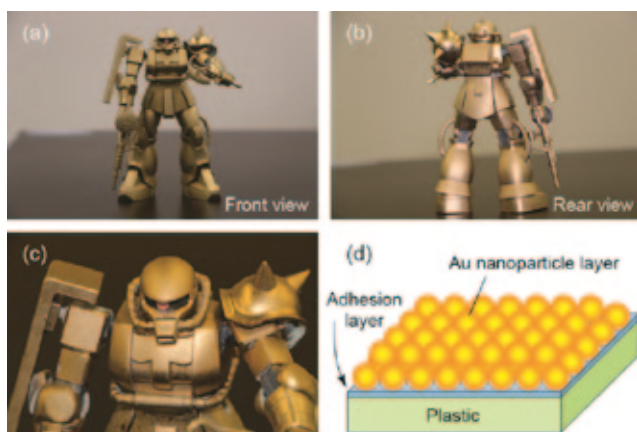 (a)
Front view
(b)
Rear view
(c)
(d)
Au nanoparticle layer
Adhesion
layer
Plastic